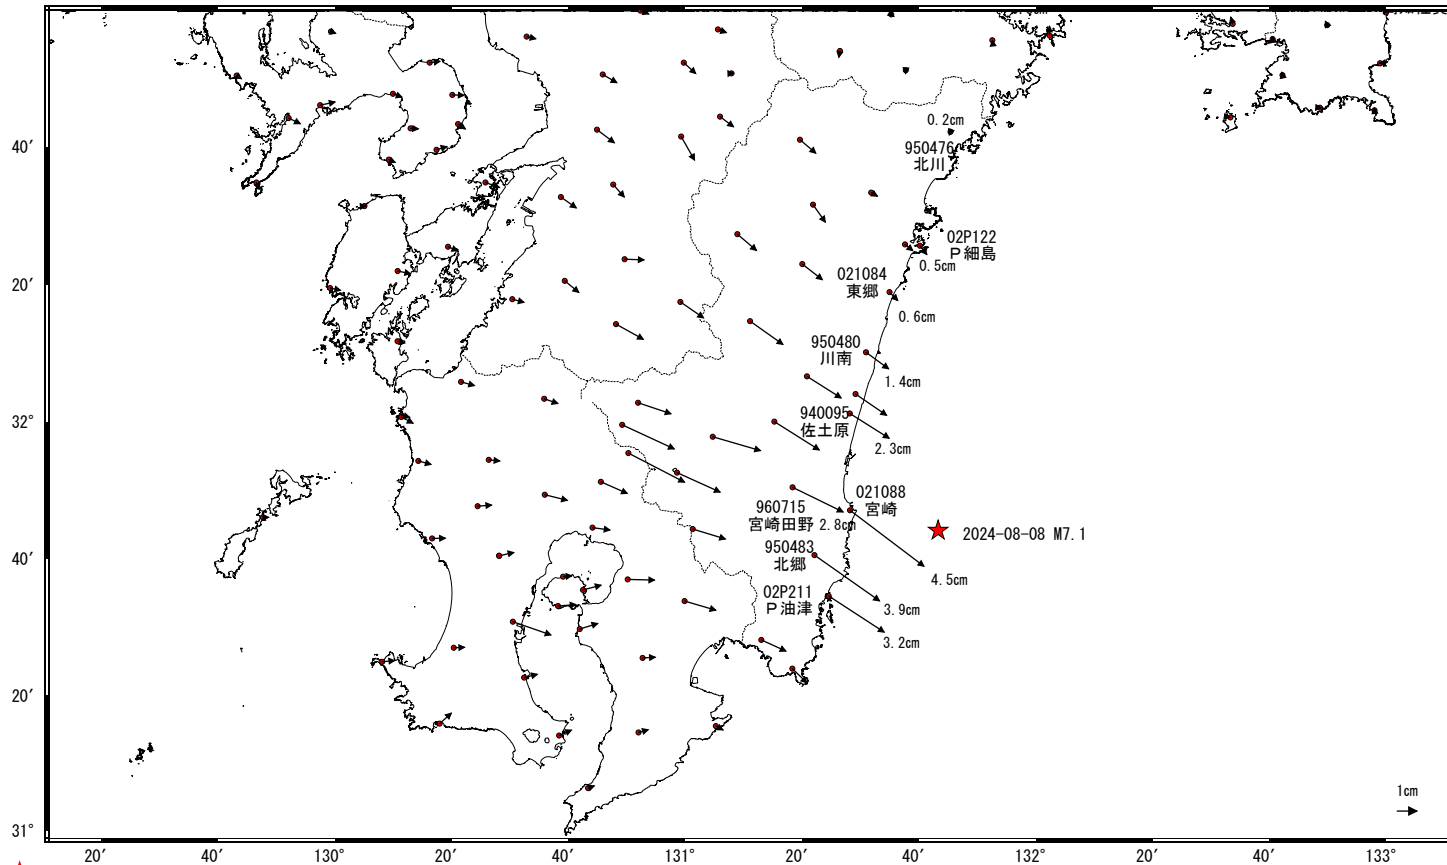 0.2cm
40′
950476
北川
02P122
P細島
0.5cm
20′
021084
東郷
0.6cm
950480
川南
1.4cm
32°
940095
佐土原
2.3cm
021088
宮崎
960715
宮崎田野 2.8cm
2024-08-08 M7.1
40′
950483
北郷
4.5cm
02P211
P油津
3.9cm
3.2cm
20′
1cm
31°
20′ 40′ 130° 20′ 40′ 131° 20′ 40′ 132° 20′ 40′ 133°